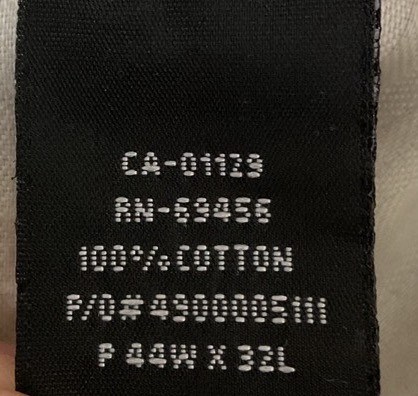 CA-01129
RN-69456
100% COTTON
P/O# 4900005111
P 44W X 32L